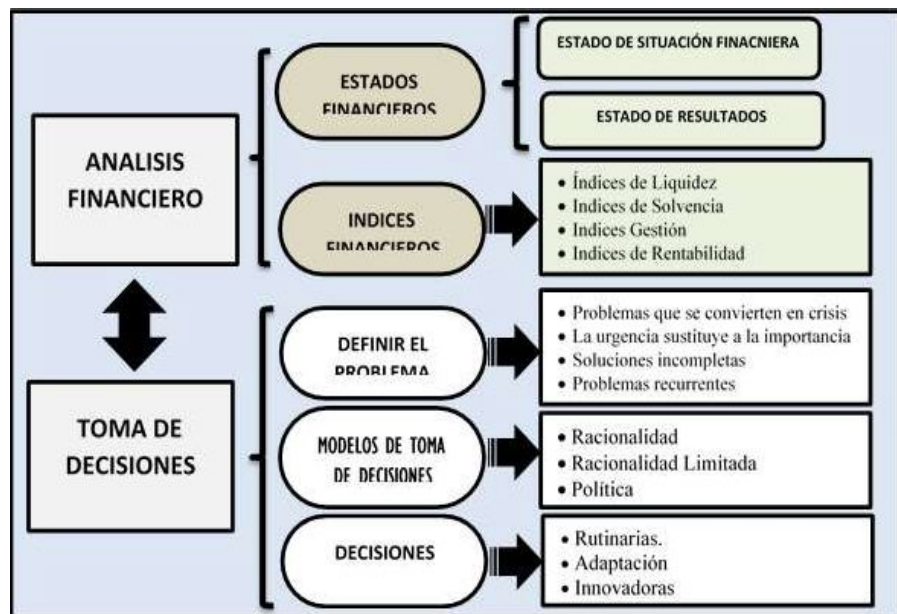 ANALISIS
FINANCIERO
ESTADOS
FINANCIEROS
ESTADO DE SITUACIÓN FINACNIERA
ESTADO DE RESULTADOS
INDICES
FINANCIEROS
• Índices de Liquidez
• Indices de Solvencia
• Indices Gestión
• Indices de Rentabilidad
TOMA DE
DECISIONES
DEFINIR EL
PROBLEMA
• Problemas que se convierten en crisis
• La urgencia sustituye a la importancia
• Soluciones incompletas
• Problemas recurrentes
MODELOS DE TOMA
DE DECISIONES
• Racionalidad
• Racionalidad Limitada
• Política
DECISIONES
• Rutinarias.
• Adaptación
• Innovadoras